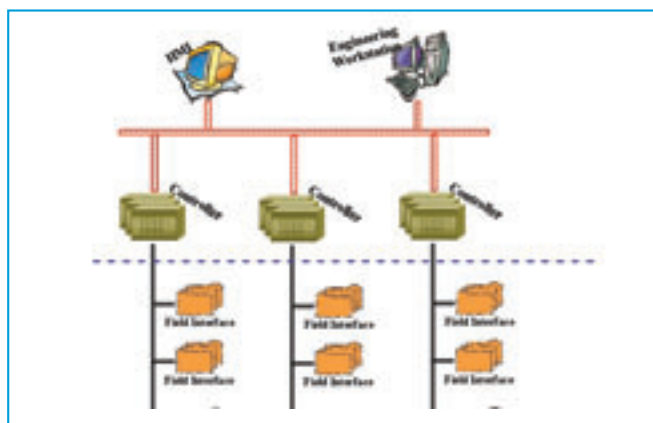 HMI
Engineering
Workstation
Controller
Controller
Controller
Field Interface
Field Interface
Field Interface
Field Interface
Field Interface
Field Interface